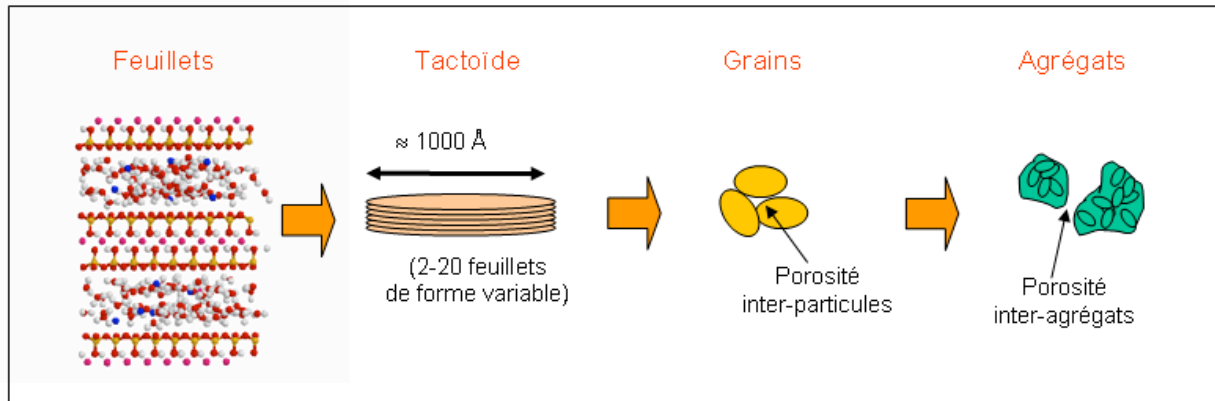 Feuillets
Tactoïde
Grains
Agrégats
≈ 1000 Å
(2-20 feuillets
de forme variable)
Porosité
inter-particules
Porosité
inter-agrégats